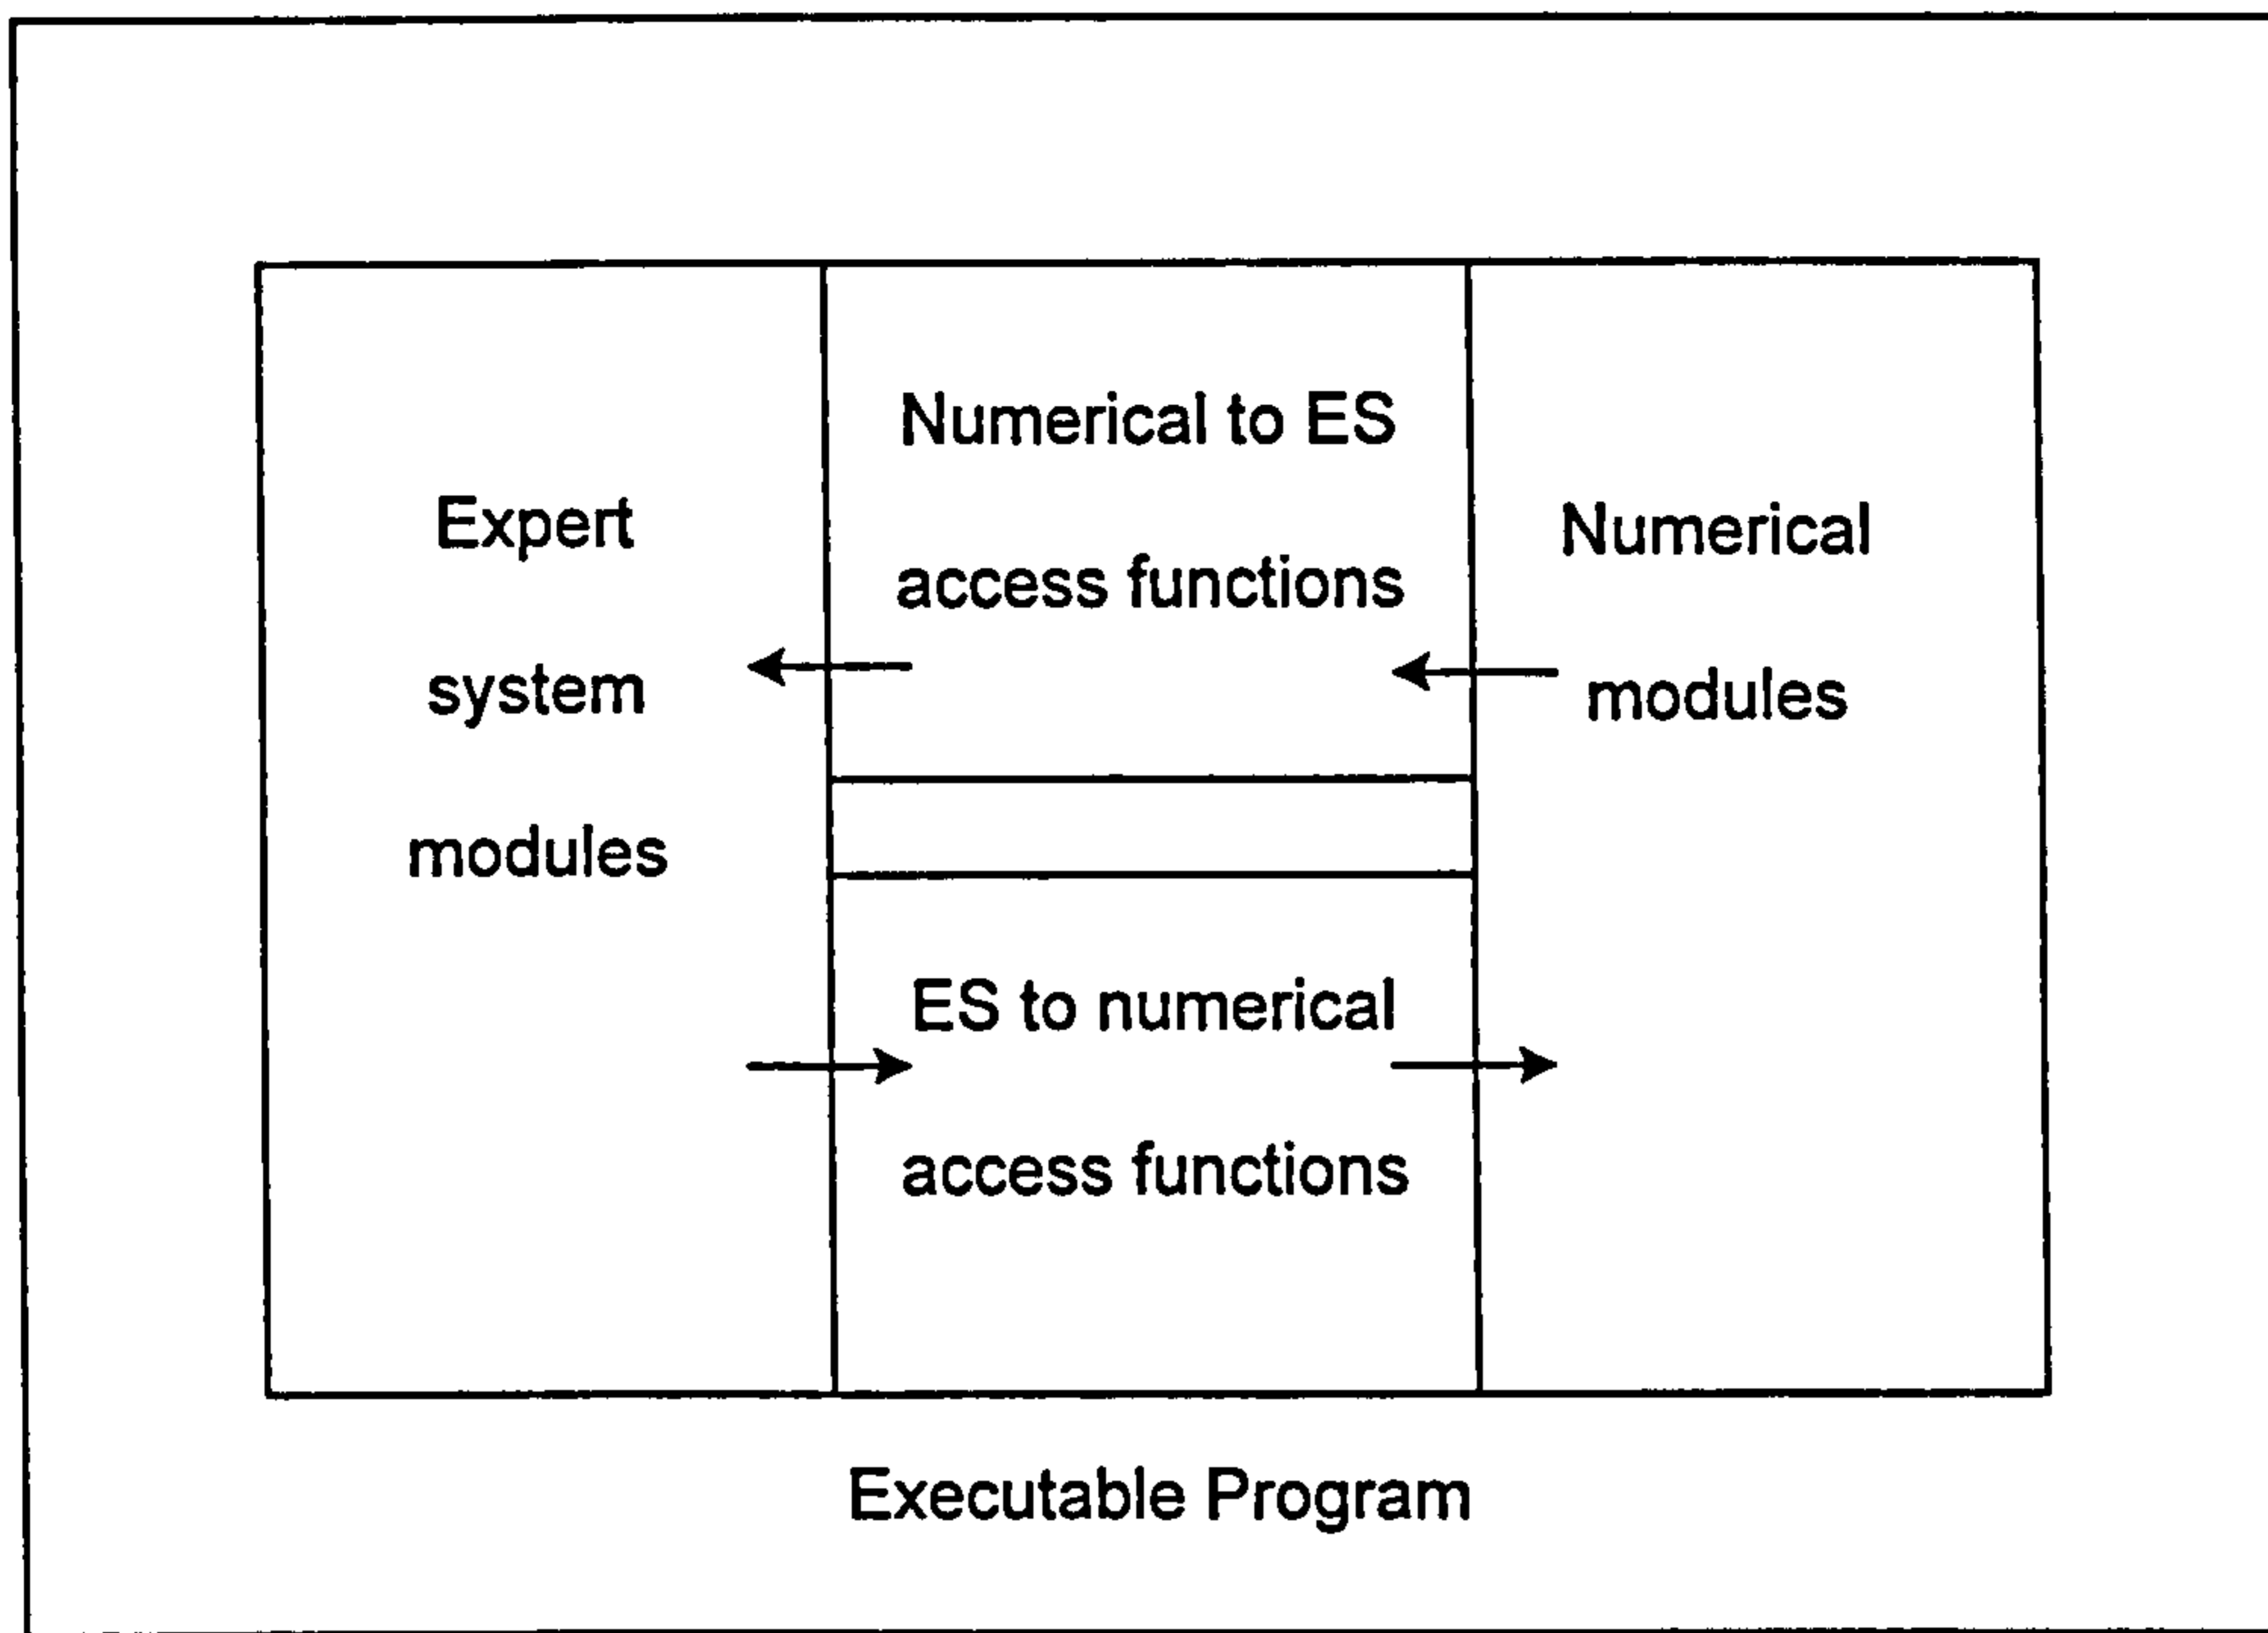 Expert
system
modules
Numerical to ES
access functions
ES to numerical
access functions
Numerical
modules
Executable Program